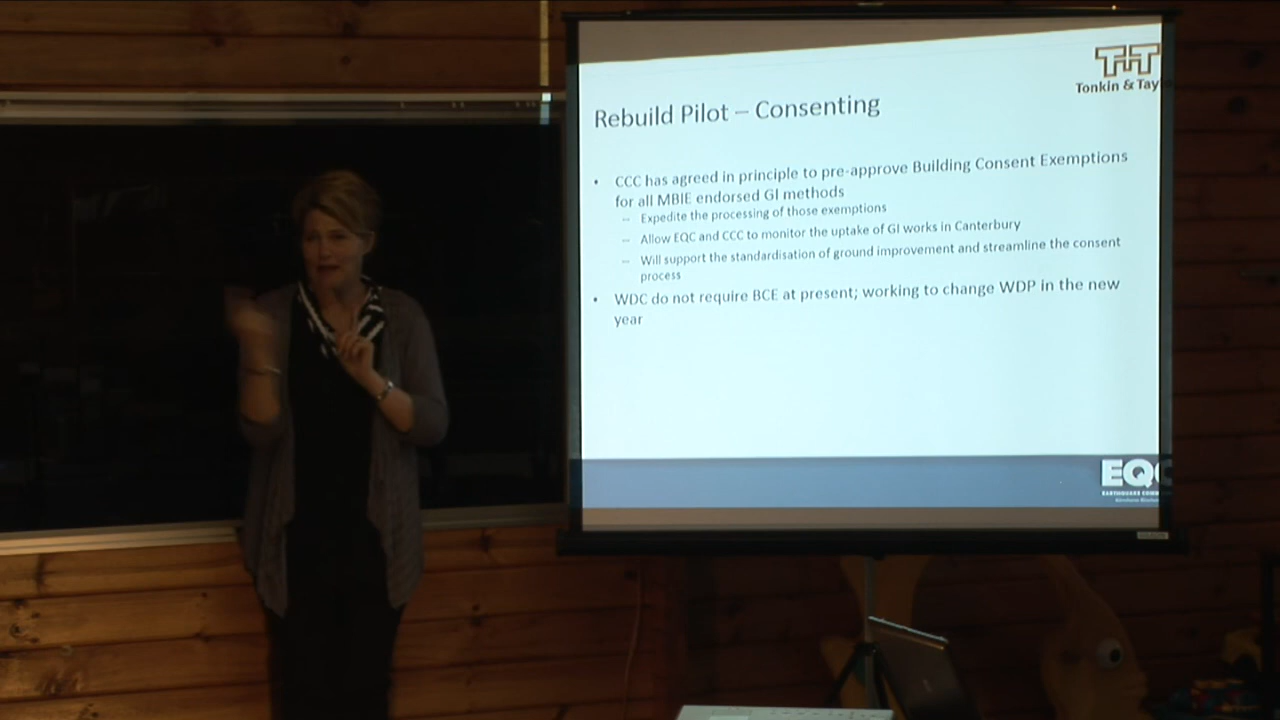 Tonkin & Tay
Rebuild Pilot – Consenting
• CCC has agreed in principle to pre-approve Building Consent Exemptions
for all MBIE endorsed GI methods
– Expedite the processing of those exemptions
– Allow EQC and CCC to monitor the uptake of GI works in Canterbury
– Will support the standardisation of ground improvement and streamline the consent
process
• WDC do not require BCE at present; working to change WDP in the new
year
EQC